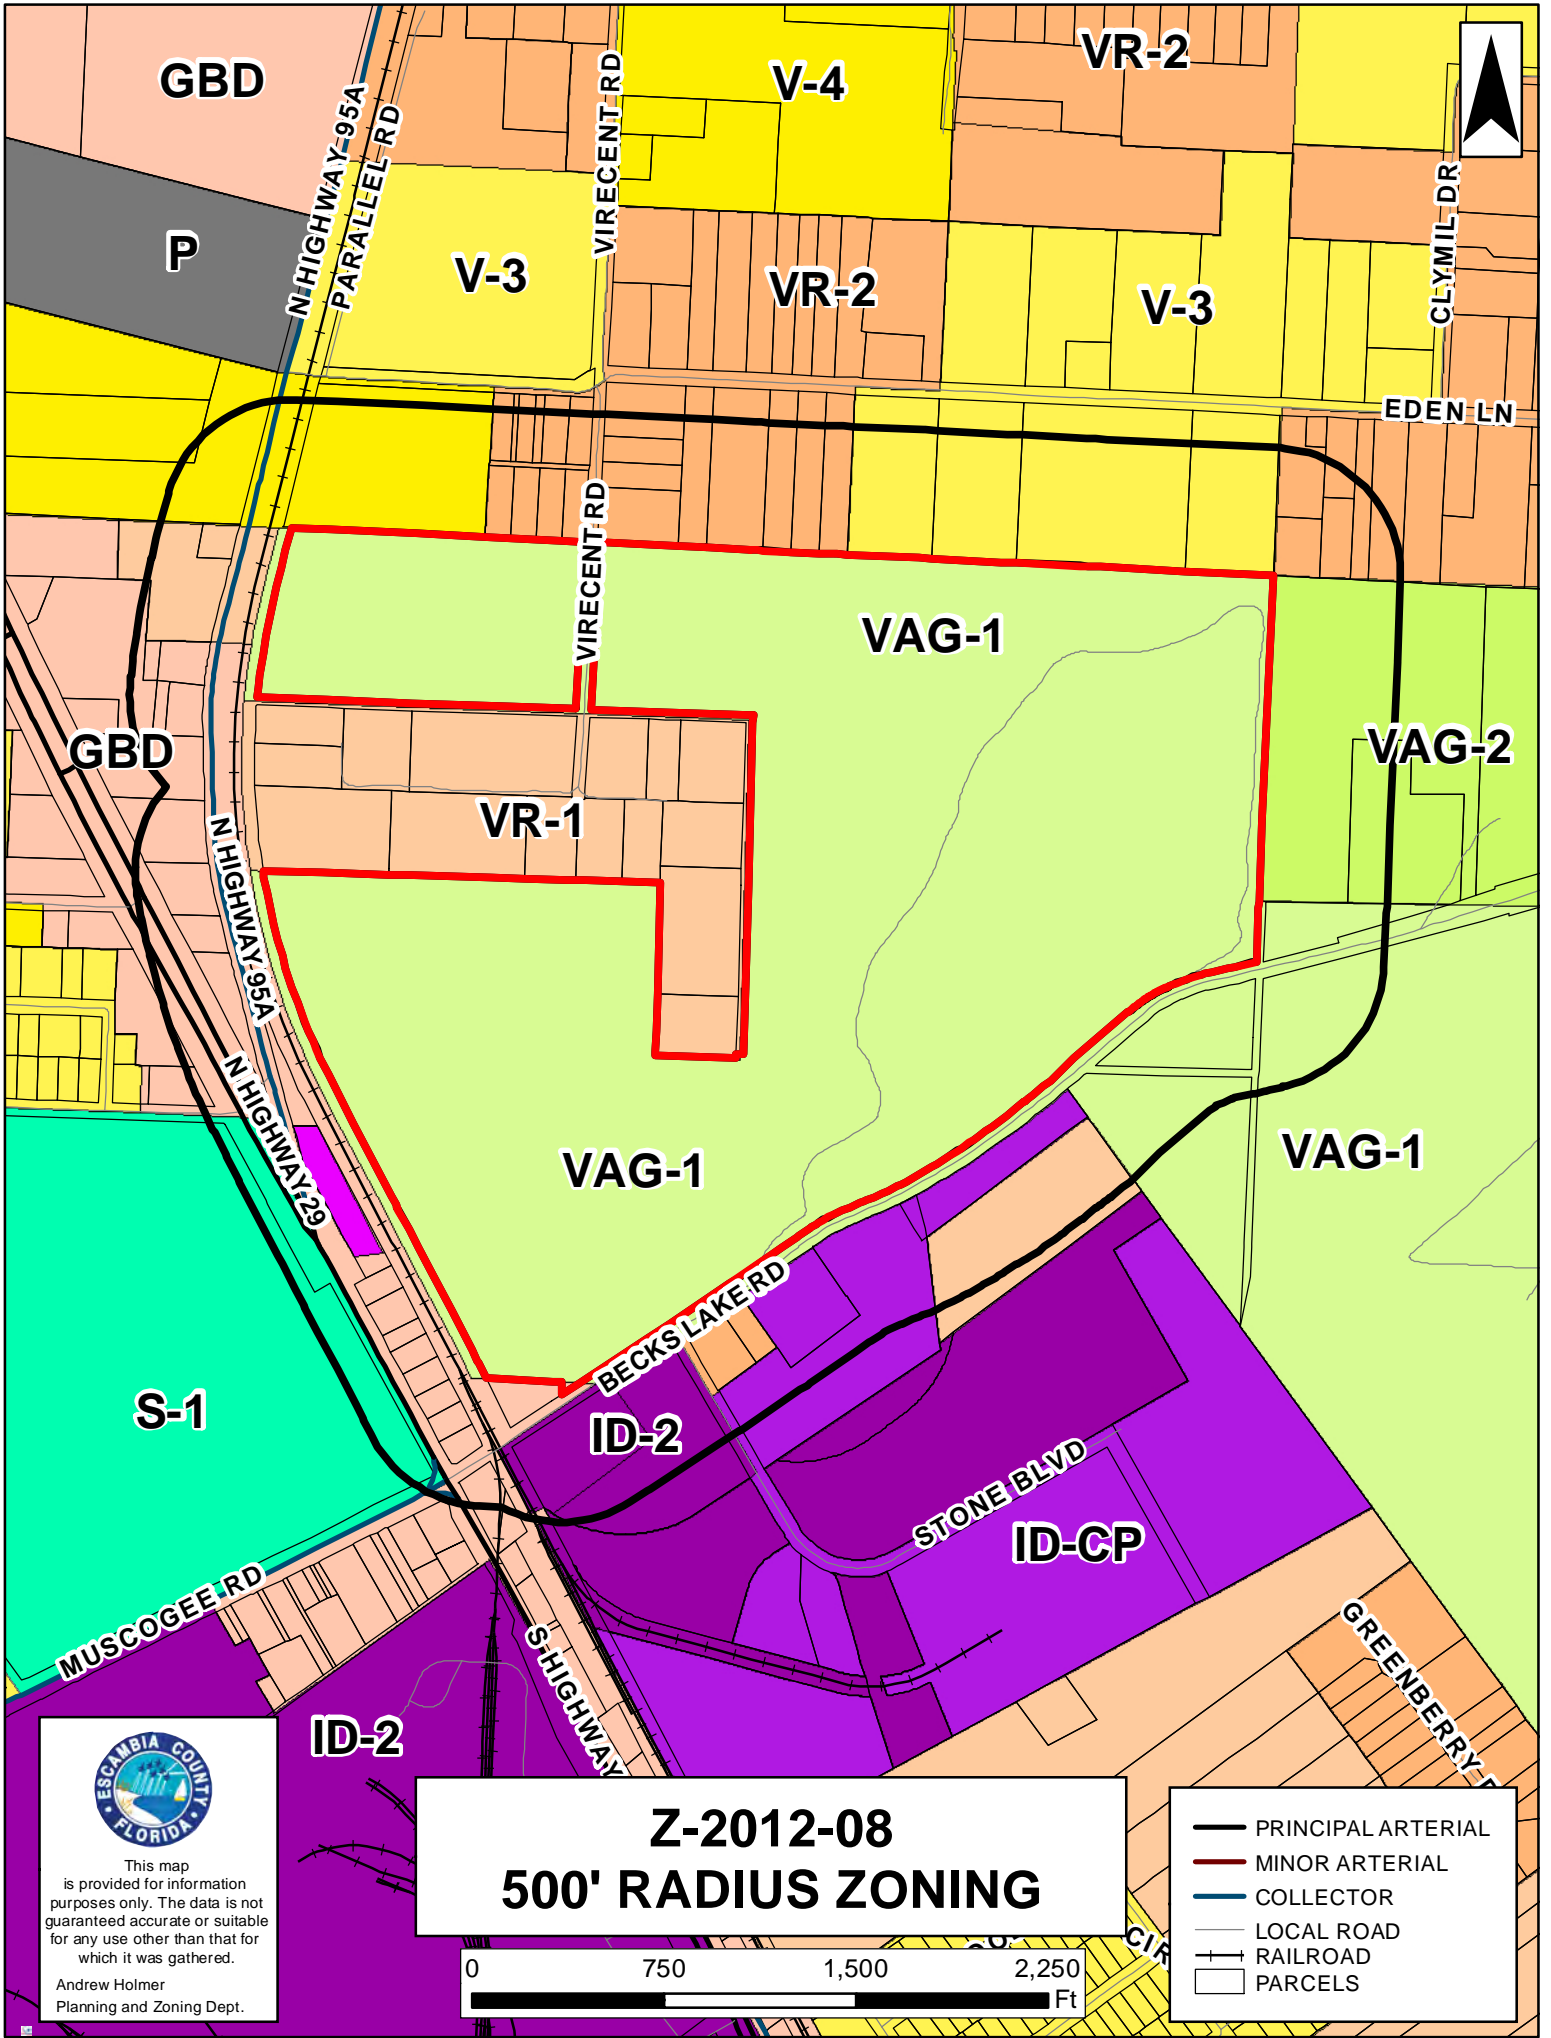 GBD
V-4
VR-2
N HIGHWAY 95A
PARALLEL RD
VIRECENT RD
CLYMIL DR
P
V-3
VR-2
V-3
EDEN LN
VIRECENT RD
VAG-1
GBD
VAG-2
VR-1
N HIGHWAY 95A
N HIGHWAY 29
VAG-1
VAG-1
BECKS LAKE RD
S-1
ID-2
STONE BLVD
ID-CP
MUSCOGEE RD
S HIGHWAY
GREENBERRY
ID-2
ESCAMBIA COUNTY
FLORIDA
This map
is provided for information
purposes only. The data is not
guaranteed accurate or suitable
for any use other than that for
which it was gathered.
Andrew Holmer
Planning and Zoning Dept.
Z-2012-08
500' RADIUS ZONING
0 750 1,500 2,250
Ft
CIR
PRINCIPAL ARTERIAL
MINOR ARTERIAL
COLLECTOR
LOCAL ROAD
RAILROAD
PARCELS